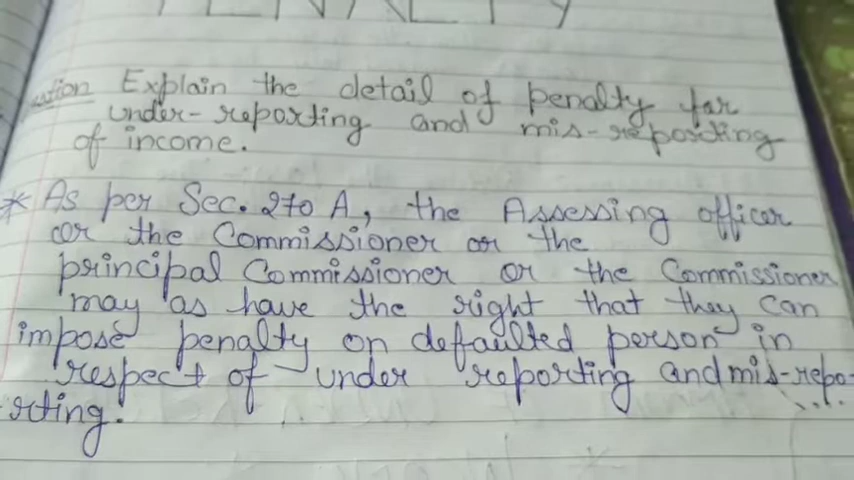 PENALTY
Explain the detail of penalty for
under-reporting and mis-reporting
of income.
* As per Sec. 270 A, the Assessing officer
or the Commissioner or the
principal Commissioner or the Commissioner
may as have the right that they can
impose penalty on defaulted person in
respect of under reporting and mis-repo-
rting.